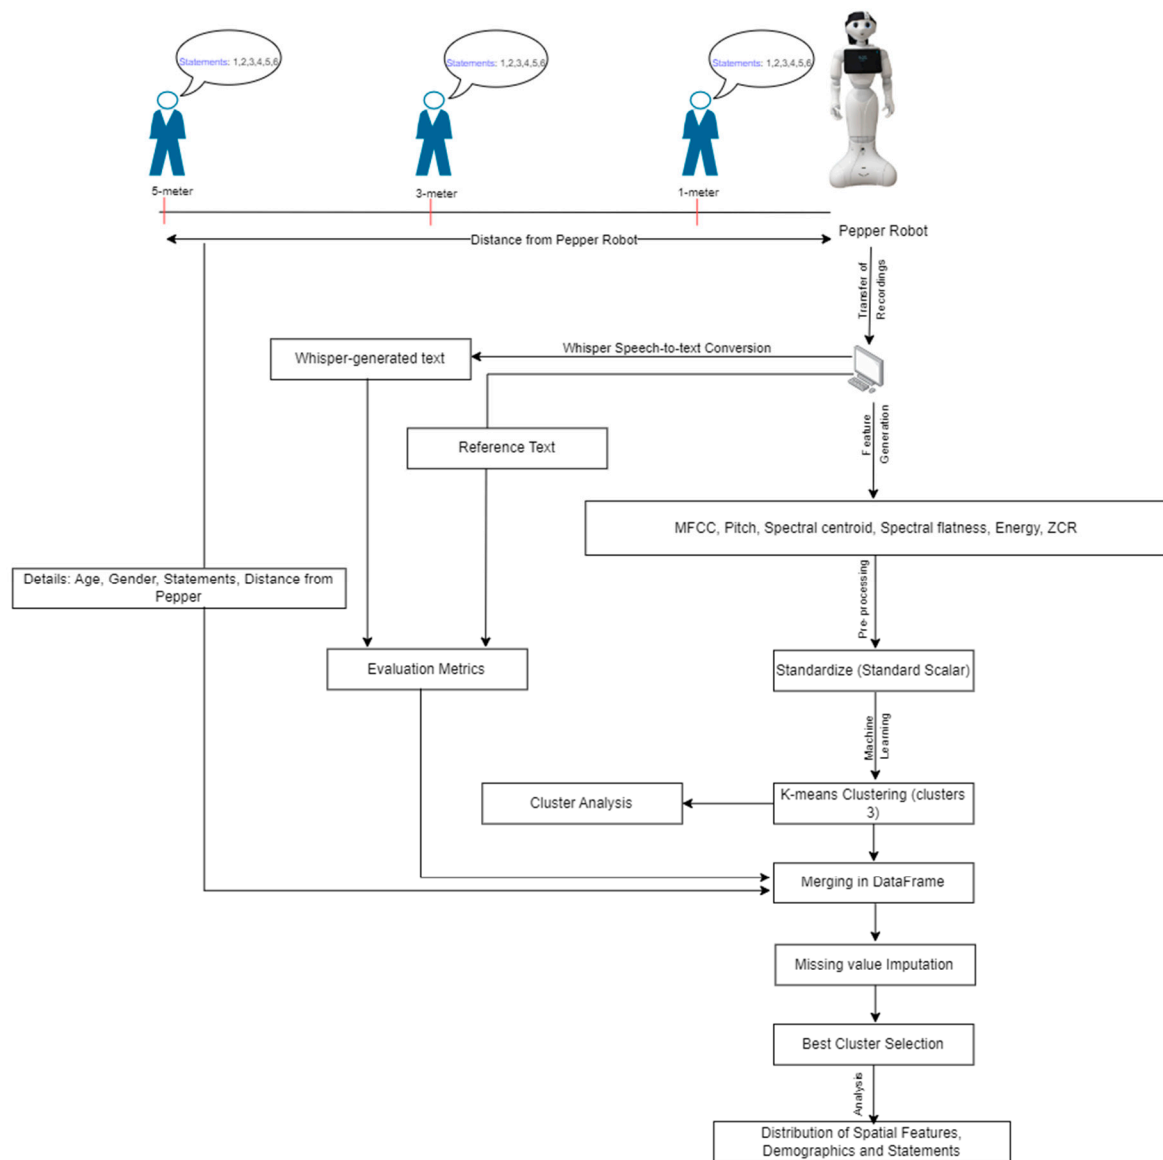 Statements: 1,2,3,4,5,6
Statements: 1,2,3,4,5,6
Statements: 1,2,3,4,5,6
5-meter
3-meter
1-meter
Distance from Pepper Robot
Pepper Robot
Transfer of
Recordings
Whisper-generated text
Whisper Speech-to-text Conversion
Reference Text
Feature
Generation
MFCC, Pitch, Spectral centroid, Spectral flatness, Energy, ZCR
Details: Age, Gender, Statements, Distance from
Pepper
Pre-processing
Evaluation Metrics
Standardize (Standard Scalar)
Machine
Learning
Cluster Analysis
K-means Clustering (clusters
3)
Merging in DataFrame
Missing value Imputation
Best Cluster Selection
Analysis
Distribution of Spatial Features,
Demographics and Statements